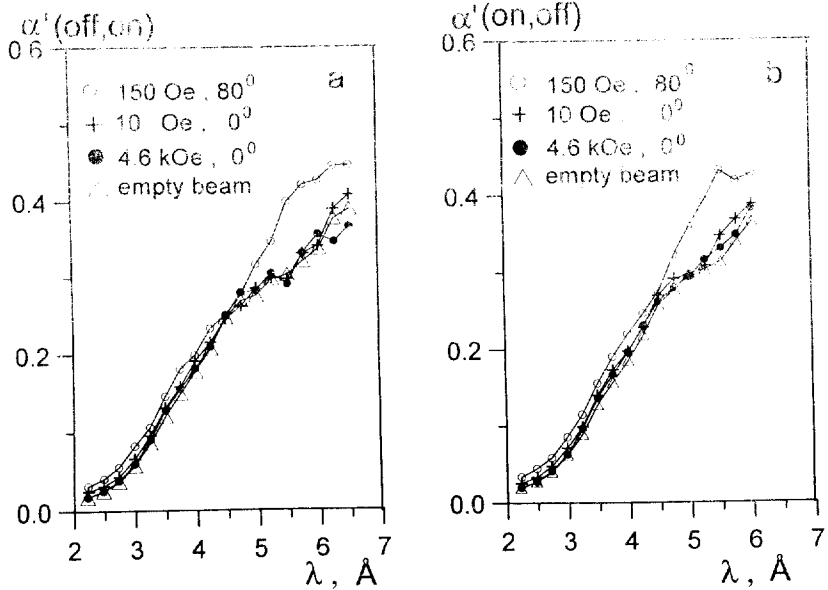 α'(off,on)
0.6
a
150 Oe , 80⁰
10 Oe , 0⁰
4.6 kOe , 0⁰
empty beam
0.4
0.2
0.0
2 3 4 5 6 7
λ , Å
α'(on,off)
0.6
b
150 Oe , 80⁰
10 Oe , 0⁰
4.6 kOe , 0⁰
empty beam
0.4
0.2
0.0
2 3 4 5 6 7
λ , Å